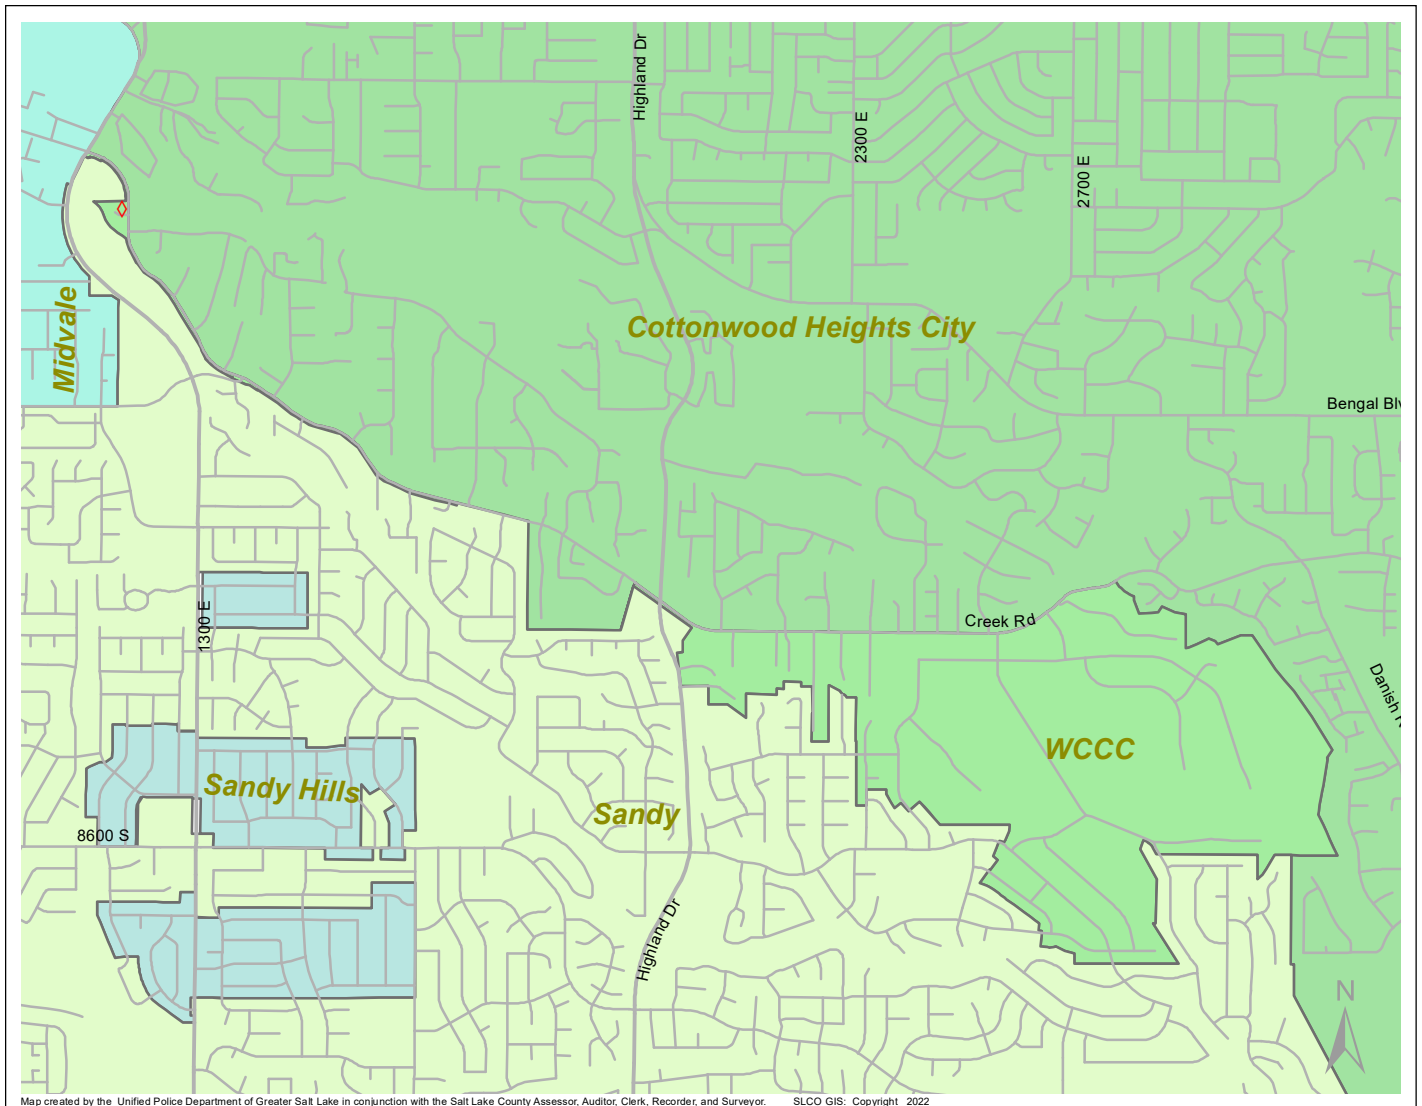 Highland Dr
2300 E
2700 E
Midvale
Cottonwood Heights City
Bengal Blv
1300 E
Creek Rd
Danish R
WCCC
Sandy Hills
Sandy
8600 S
Highland Dr
N
Map created by the Unified Police Department of Greater Salt Lake in conjunction with the Salt Lake County Assessor, Auditor, Clerk, Recorder, and Surveyor. SLCO GIS: Copyright 2022